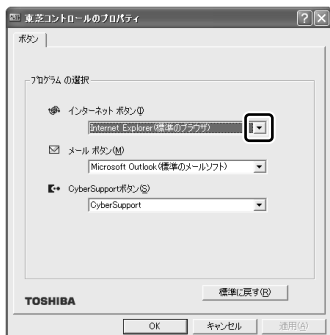 東芝コントロールのプロパティ
ボタン
プログラムの選択
インターネット ボタン(I)
Internet Explorer(標準のブラウザ)
メール ボタン(M)
Microsoft Outlook(標準のメールソフト)
CyberSupportボタン(S)
CyberSupport
標準に戻す(R)
TOSHIBA
OK
キャンセル
適用(A)